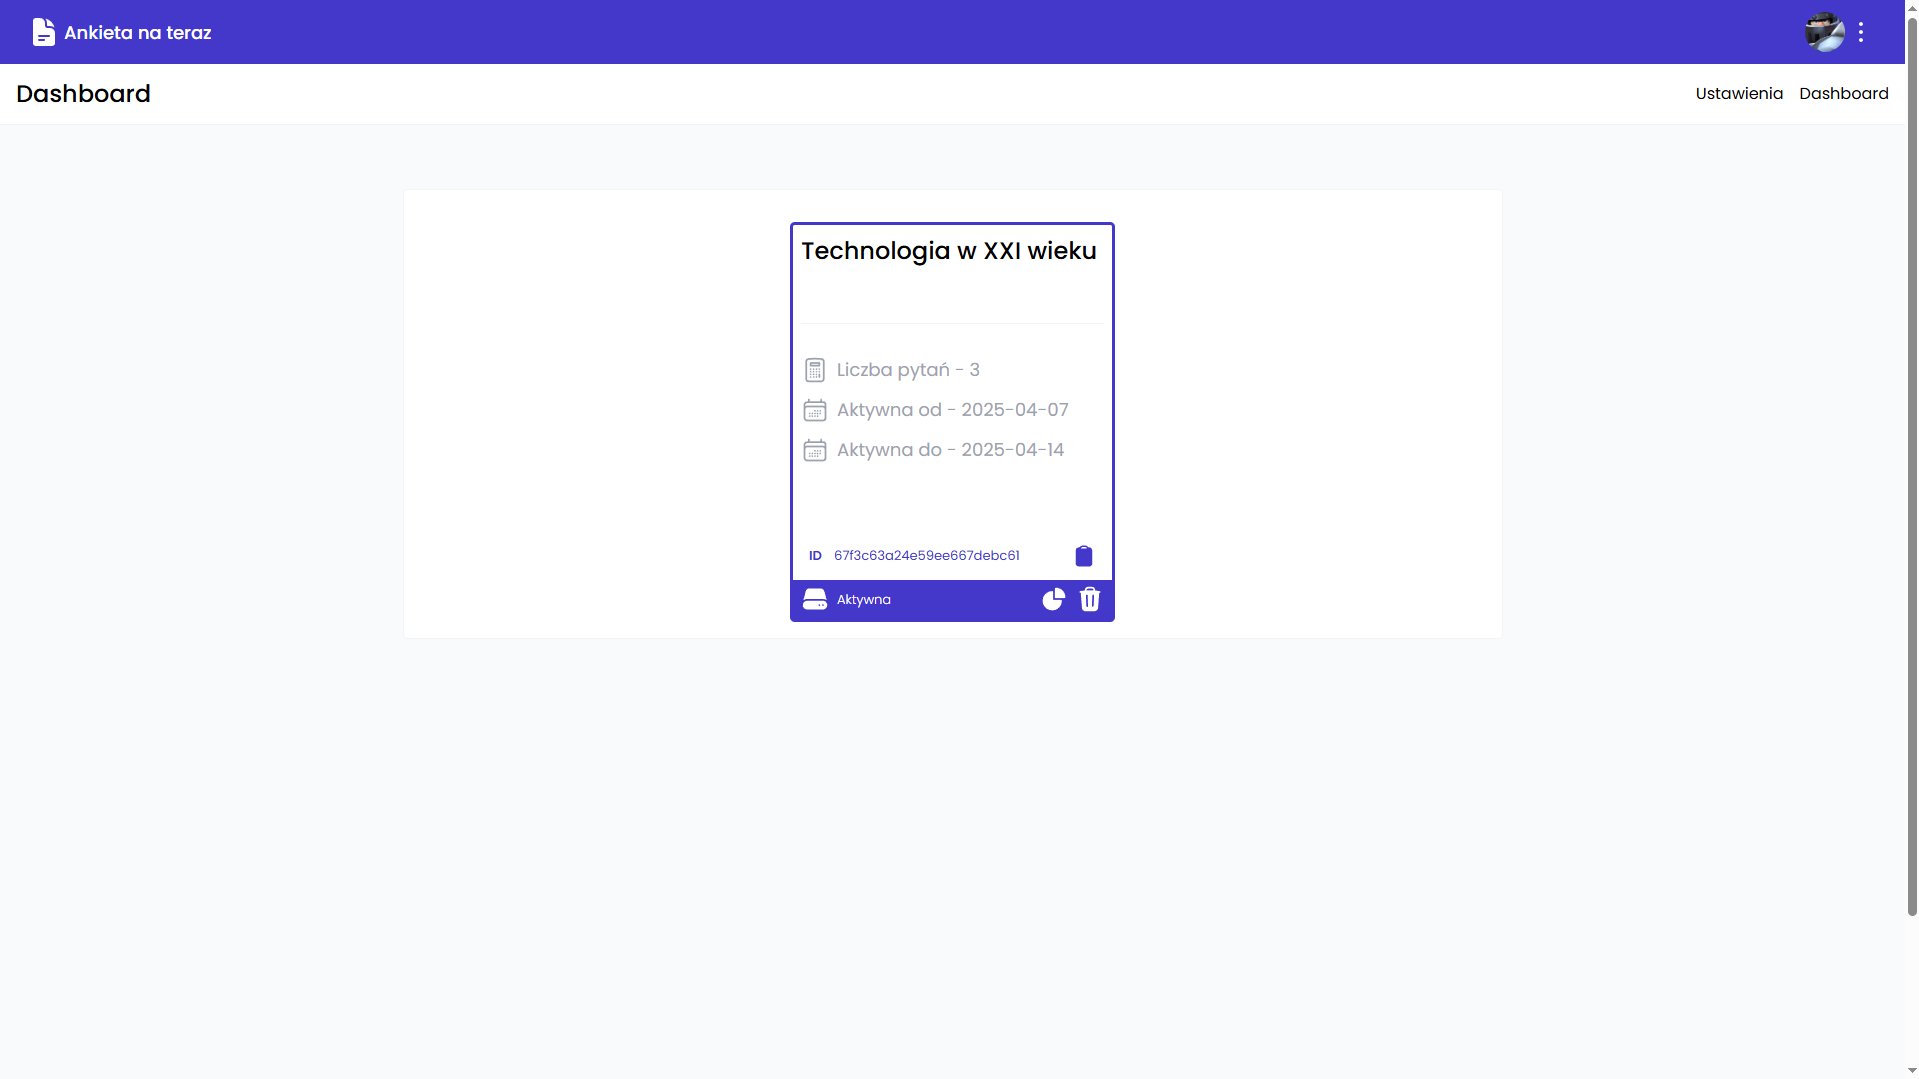 Ankieta na teraz
Dashboard
Ustawienia Dashboard
Technologia w XXI wieku
Liczba pytań - 3
Aktywna od - 2025-04-07
Aktywna do - 2025-04-14
ID 67f3c63a24e59ee667debc61
Aktywna